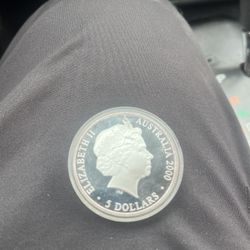 ELIZABETH II
AUSTRALIA 2000
5 DOLLARS